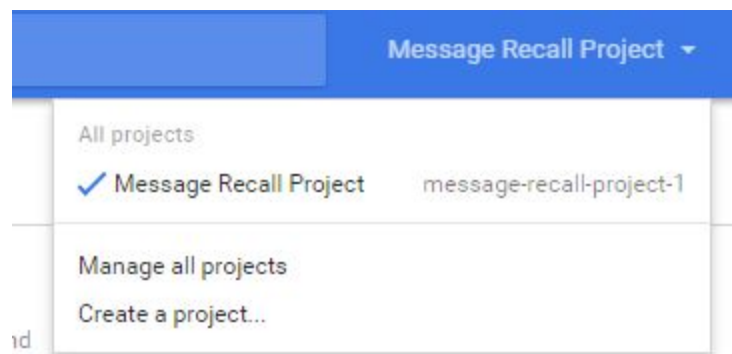 Message Recall Project
All projects
Message Recall Project message-recall-project-1
Manage all projects
Create a project...